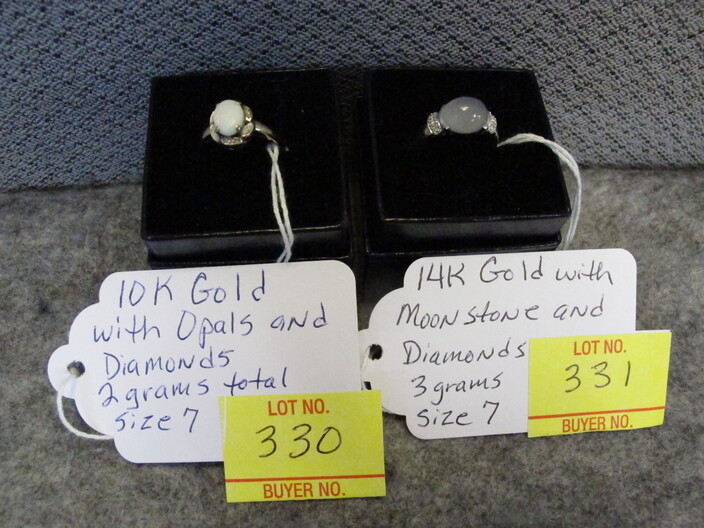 10K Gold
with Opals and
Diamonds
2 grams total
Size 7
LOT NO.
330
BUYER NO.
14K Gold with
Moonstone and
Diamonds
3 grams
Size 7
LOT NO.
331
BUYER NO.